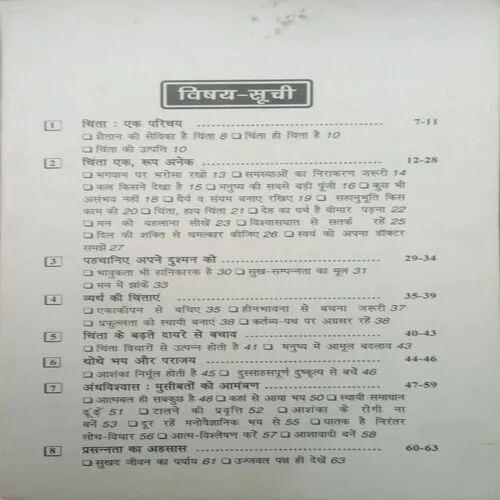 विषय-सूची
1 चिंता : एक परिचय 7-11
❑ शैतान की सेविका है चिंता 8 ❑ चिंता ही चिता है 10
❑ चिंता की उत्पत्ति 10
2 चिंता एक, रूप अनेक 12-28
❑ भगवान पर भरोसा रखो 13 ❑ समस्याओं का निराकरण जरूरी 14
❑ कल किसने देखा है 15 ❑ मनुष्य की सबसे बड़ी पूंजी 16 ❑ कुछ भी
असंभव नहीं 18 ❑ धैर्य व संयम बनाए रखिए 19 ❑ सहानुभूति किस
काम की 20 ❑ चिंता, हाय चिंता 21 ❑ देह का धर्म है बीमार पड़ना 22
❑ मन को बहलाना सीखें 23 ❑ विश्वासघात से सतर्क रहें 25
❑ दिल की शक्ति से चमत्कार कीजिए 26 ❑ स्वयं को अपना डॉक्टर
समझें 27
3 पहचानिए अपने दुश्मन को 29-34
❑ भावुकता भी हानिकारक है 30 ❑ सुख-सम्पन्नता का मूल 31
❑ मन में झांकें 33
4 व्यर्थ की चिंताएं 35-39
❑ एकाकीपन से बचिए 35 ❑ हीनभावना से बचना जरूरी 37
❑ प्रफुल्लता को स्थायी बनाएं 38 ❑ कर्तव्य-पथ पर अग्रसर रहें 38
5 चिंता के बढ़ते दायरे से बचाव 40-43
❑ चिंता विचारों से उत्पन्न होती है 41 ❑ मनुष्य में आमूल बदलाव 43
6 थोथे भय और पराजय 44-46
❑ आशंका निर्मूल होती है 45 ❑ दुस्साहसपूर्ण दुष्कृत्य से बचें 46
7 अंधविश्वास : मुसीबतों को आमंत्रण 47-59
❑ आत्मबल ही सबकुछ है 48 ❑ कहां से आया भय 50 ❑ स्थायी समाधान
ढूढ़ें 51 ❑ टालने की प्रवृत्ति 52 ❑ आशंका के रोगी ना
बनें 53 ❑ दूर रहें मनोवैज्ञानिक भय से 55 ❑ घातक है निरंतर
सोच-विचार 56 ❑ आत्म-विश्लेषण करें 57 ❑ आशावादी बनें 58
8 प्रसन्नता का अहसास 60-63
❑ सुखद जीवन का पर्याय 61 ❑ उज्जवल पक्ष ही देखें 63